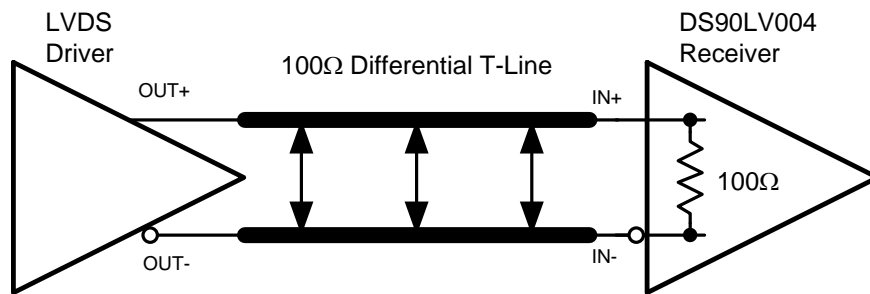 LVDS
Driver
DS90LV004
Receiver
100Ω Differential T-Line
OUT+
IN+
100Ω
OUT-
IN-